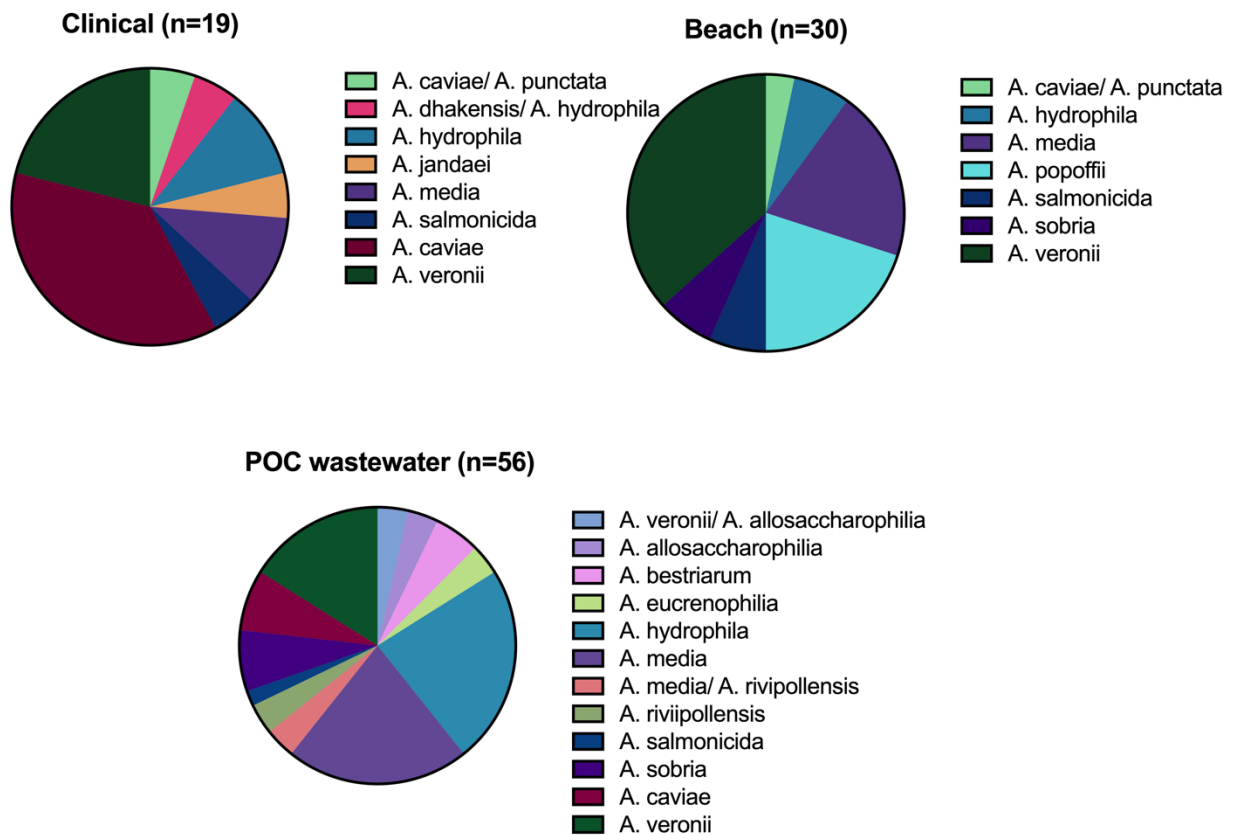 Clinical (n=19)
A. caviae/ A. punctata
A. dhakensis/ A. hydrophila
A. hydrophila
A. jandaei
A. media
A. salmonicida
A. caviae
A. veronii
Beach (n=30)
A. caviae/ A. punctata
A. hydrophila
A. media
A. popoffii
A. salmonicida
A. sobria
A. veronii
POC wastewater (n=56)
A. veronii/ A. allosaccharophilia
A. allosaccharophilia
A. bestriarum
A. eucrenophilia
A. hydrophila
A. media
A. media/ A. rivipollensis
A. riviipollensis
A. salmonicida
A. sobria
A. caviae
A. veronii